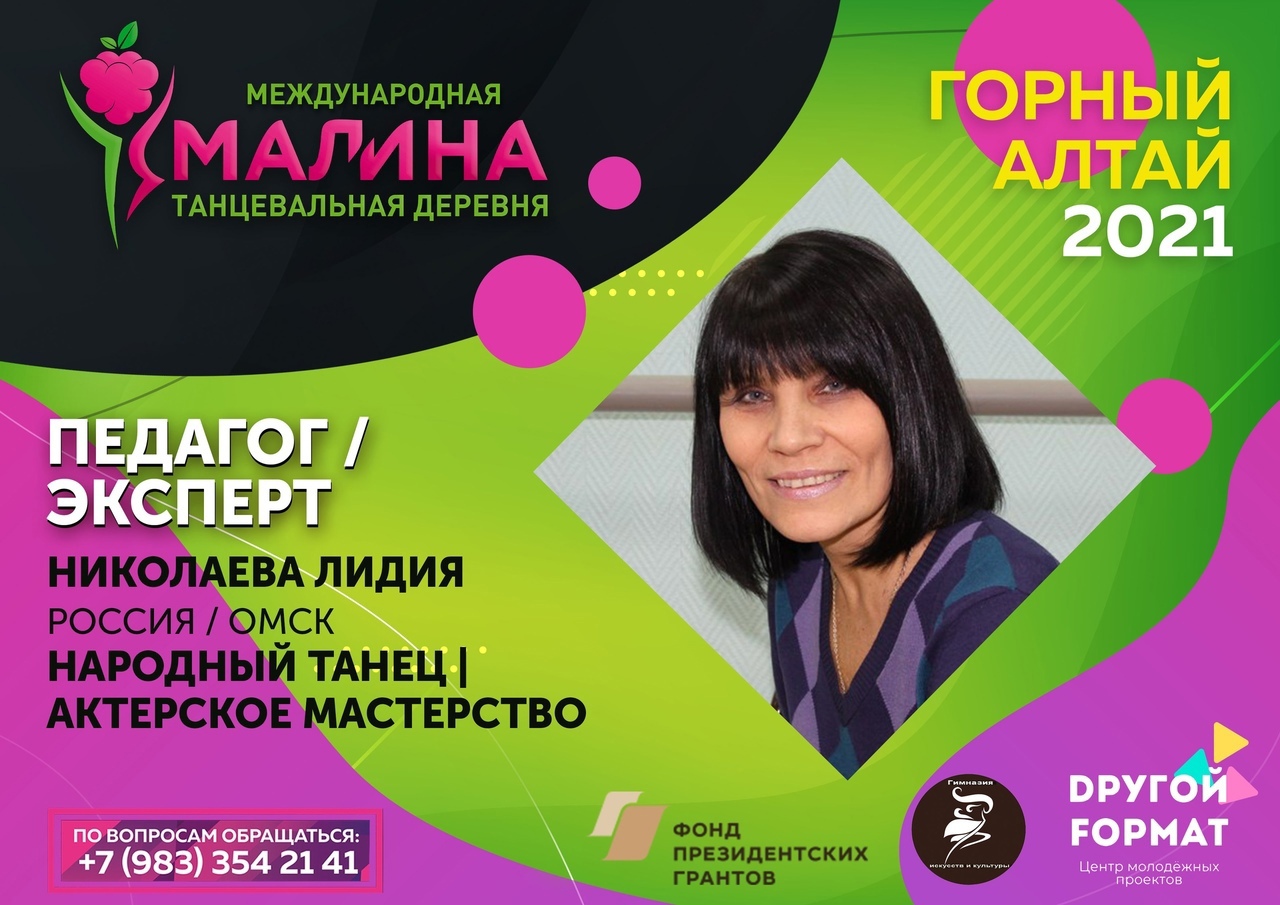 МЕЖДУНАРОДНАЯ
МАЛИНА
ТАНЦЕВАЛЬНАЯ ДЕРЕВНЯ
ГОРНЫЙ
АЛТАЙ
2021
ПЕДАГОГ /
ЭКСПЕРТ
НИКОЛАЕВА ЛИДИЯ
РОССИЯ / ОМСК
НАРОДНЫЙ ТАНЕЦ |
АКТЕРСКОЕ МАСТЕРСТВО
ПО ВОПРОСАМ ОБРАЩАТЬСЯ:
+7 (983) 354 21 41
ФОНД
ПРЕЗИДЕНТСКИХ
ГРАНТОВ
Гимназия
искусств и культуры
DРУГОЙ
FОРМАТ
Центр молодёжных
проектов